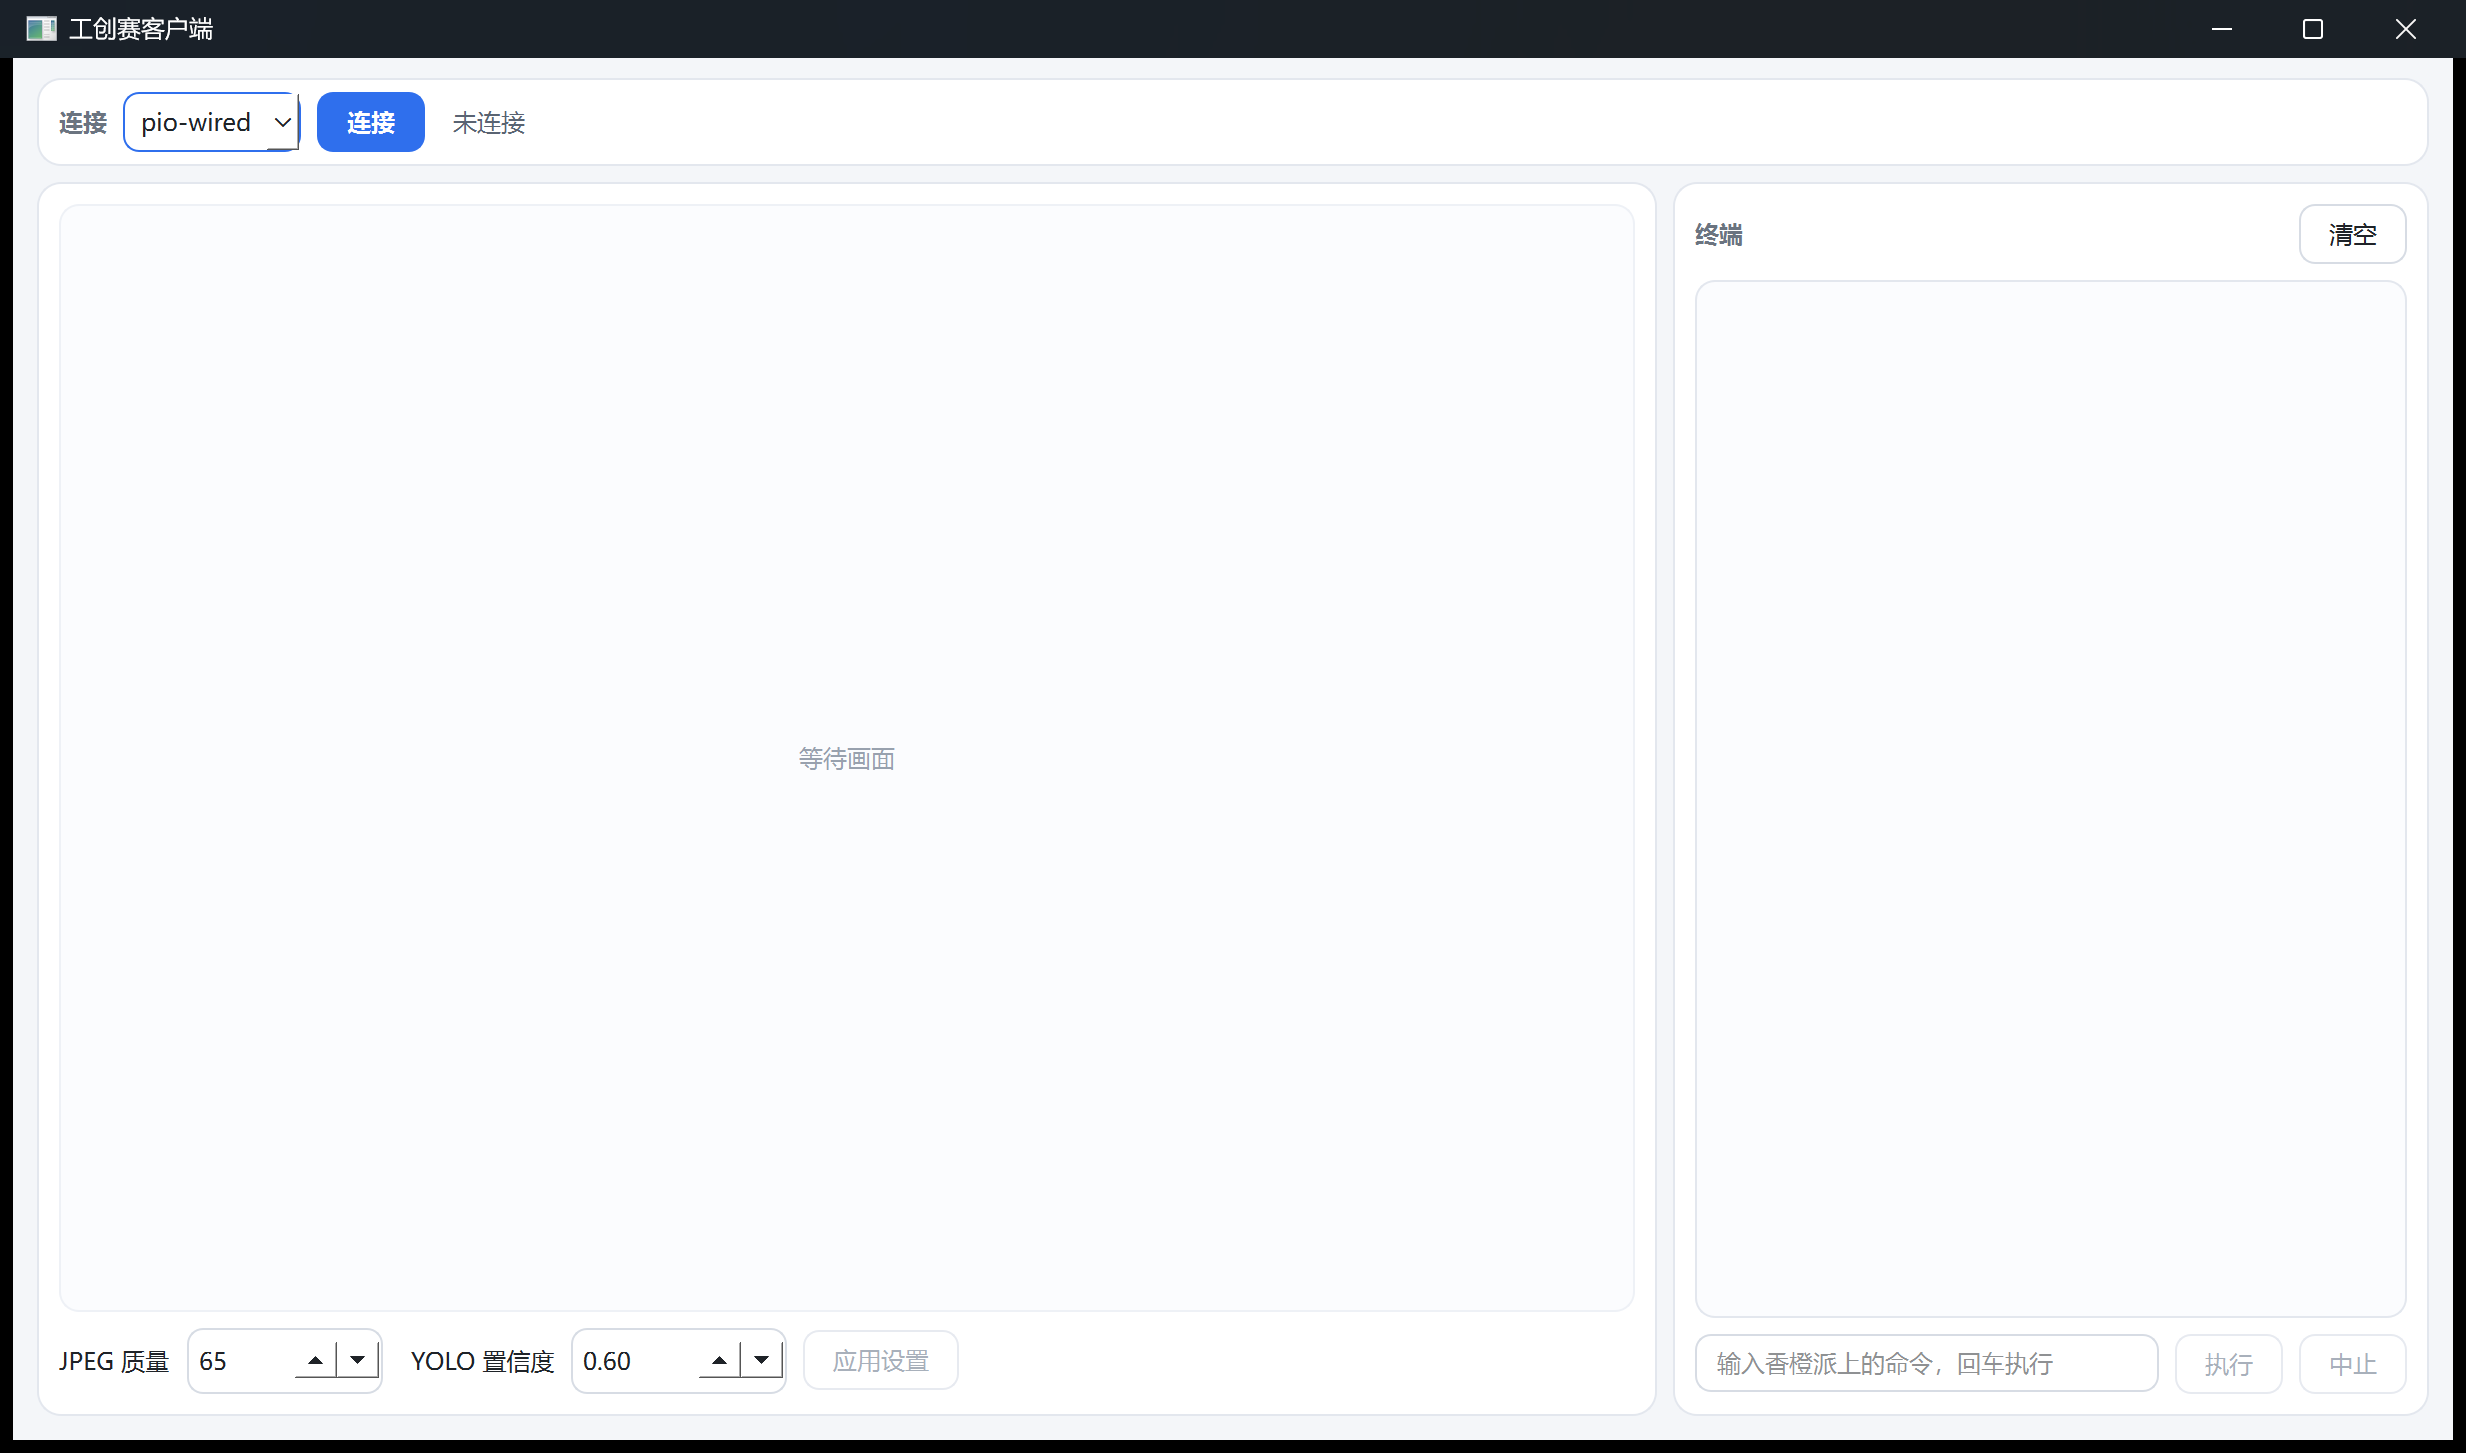 工创赛客户端
连接 pio-wired 连接 未连接
等待画面
JPEG 质量 65 YOLO 置信度 0.60 应用设置
终端 清空
输入香橙派上的命令，回车执行 执行 中止